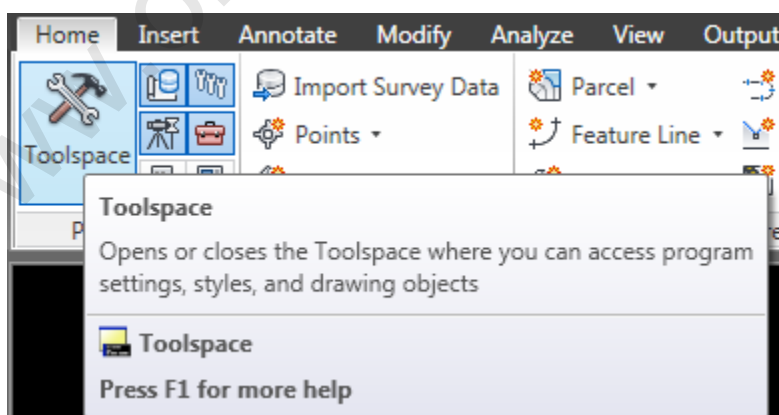 Home Insert Annotate Modify Analyze View Output
Import Survey Data Parcel
Points Feature Line
Toolspace
Toolspace
Opens or closes the Toolspace where you can access program
settings, styles, and drawing objects
Toolspace
Press F1 for more help